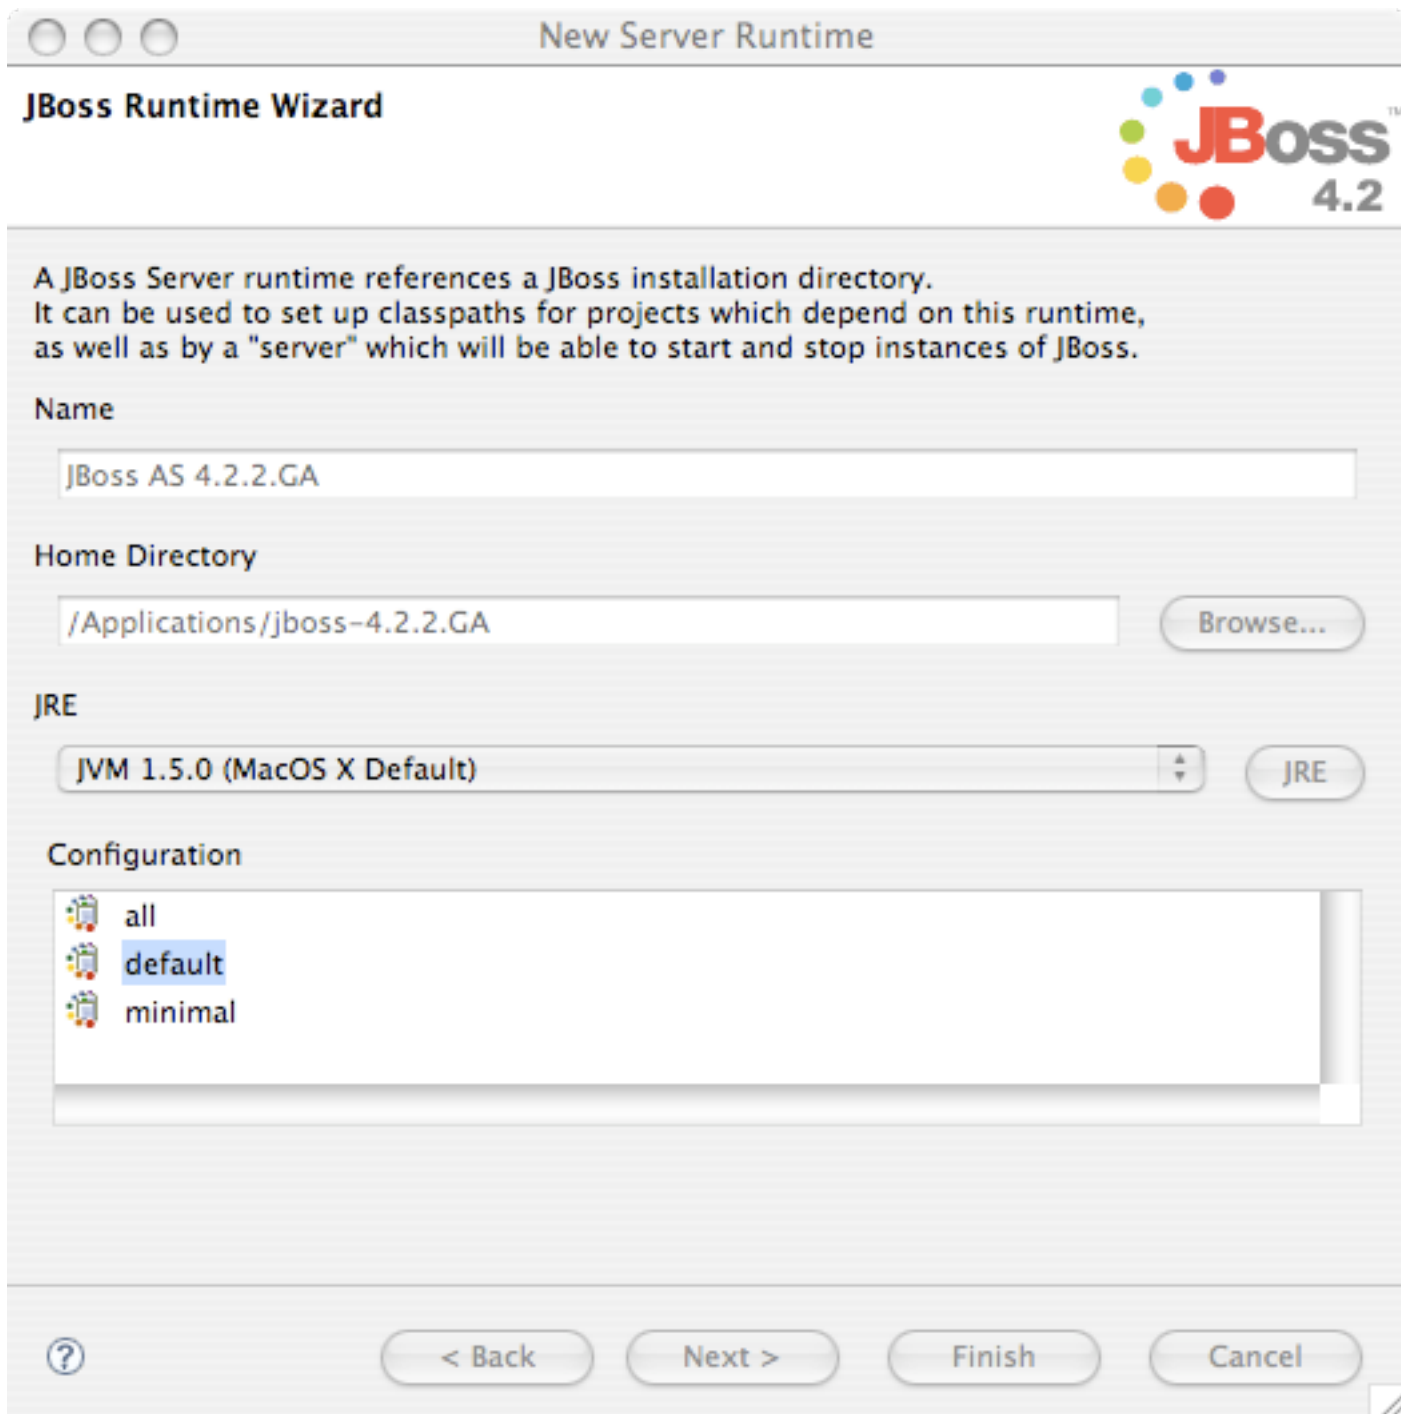 New Server Runtime
JBoss Runtime Wizard
JBoss™
4.2
A JBoss Server runtime references a JBoss installation directory.
It can be used to set up classpaths for projects which depend on this runtime,
as well as by a "server" which will be able to start and stop instances of JBoss.
Name
JBoss AS 4.2.2.GA
Home Directory
/Applications/jboss-4.2.2.GA
Browse...
JRE
JVM 1.5.0 (MacOS X Default)
JRE
Configuration
all
default
minimal
?
< Back
Next >
Finish
Cancel